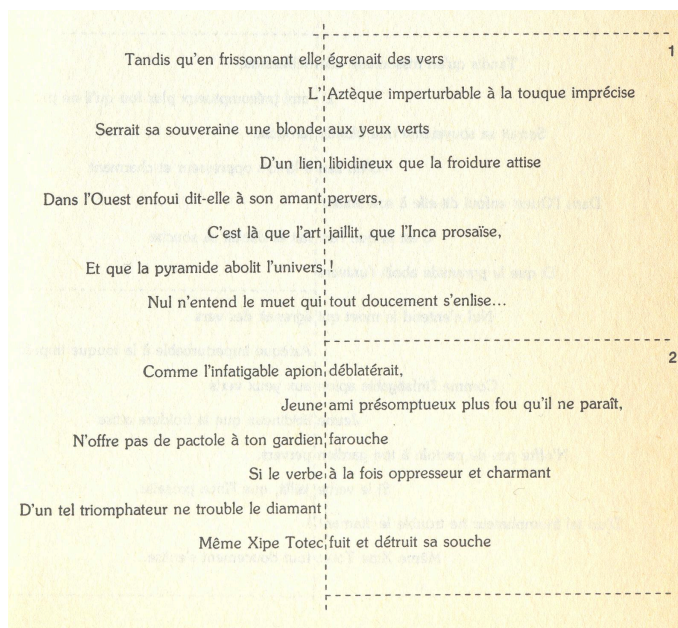 1
Tandis qu'en frissonnant elle égrenait des vers
L' Aztèque imperturbable à la touque imprécise
Serrait sa souveraine une blonde aux yeux verts
D'un lien libidineux que la froidure attise
Dans l'Ouest enfoui dit-elle à son amant pervers,
C'est là que l'art jaillit, que l'Inca prosaïse,
Et que la pyramide abolit l'univers !
Nul n'entend le muet qui tout doucement s'enlise...
2
Comme l'infatigable apion déblatérait,
Jeune ami présomptueux plus fou qu'il ne paraît,
N'offre pas de pactole à ton gardien farouche
Si le verbe à la fois oppresseur et charmant
D'un tel triomphateur ne trouble le diamant
Même Xipe Totec fuit et détruit sa souche